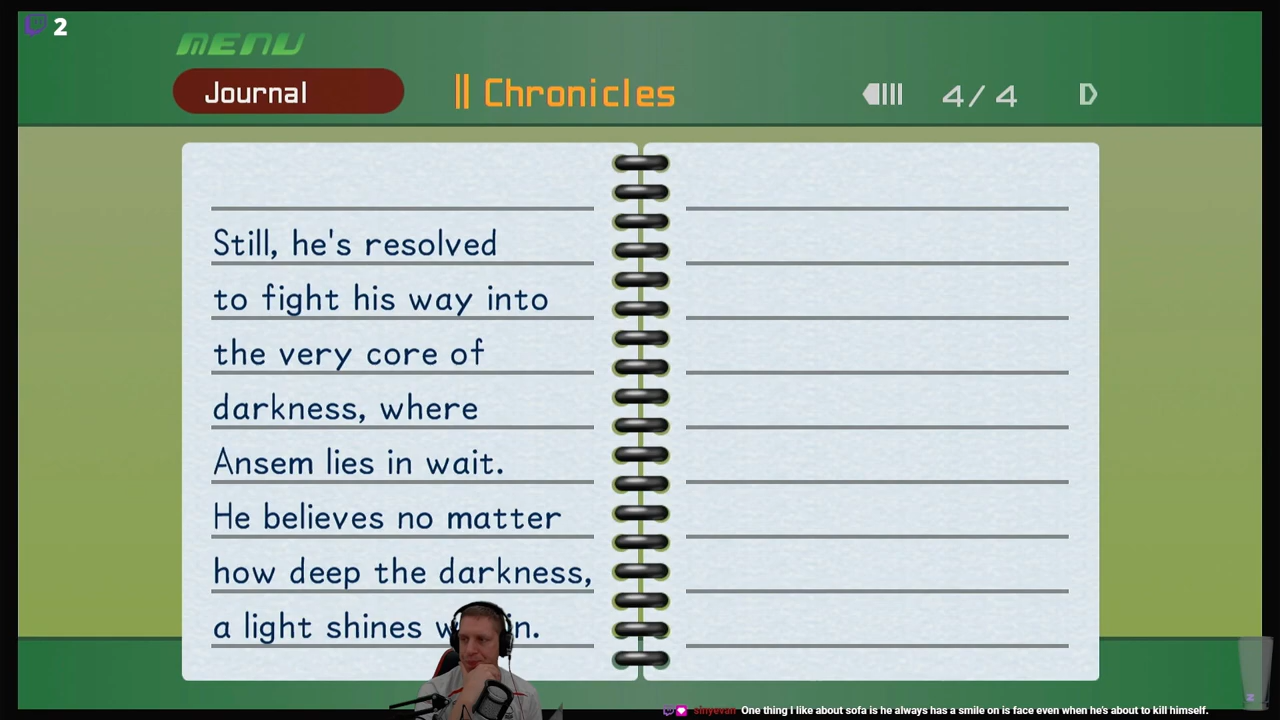 2
MENU
Journal
Chronicles
4/4
Still, he's resolved
to fight his way into
the very core of
darkness, where
Ansem lies in wait.
He believes no matter
how deep the darkness,
a light shines
sinyevan One thing I like about sofa is he always has a smile on is face even when he's about to kill himself.